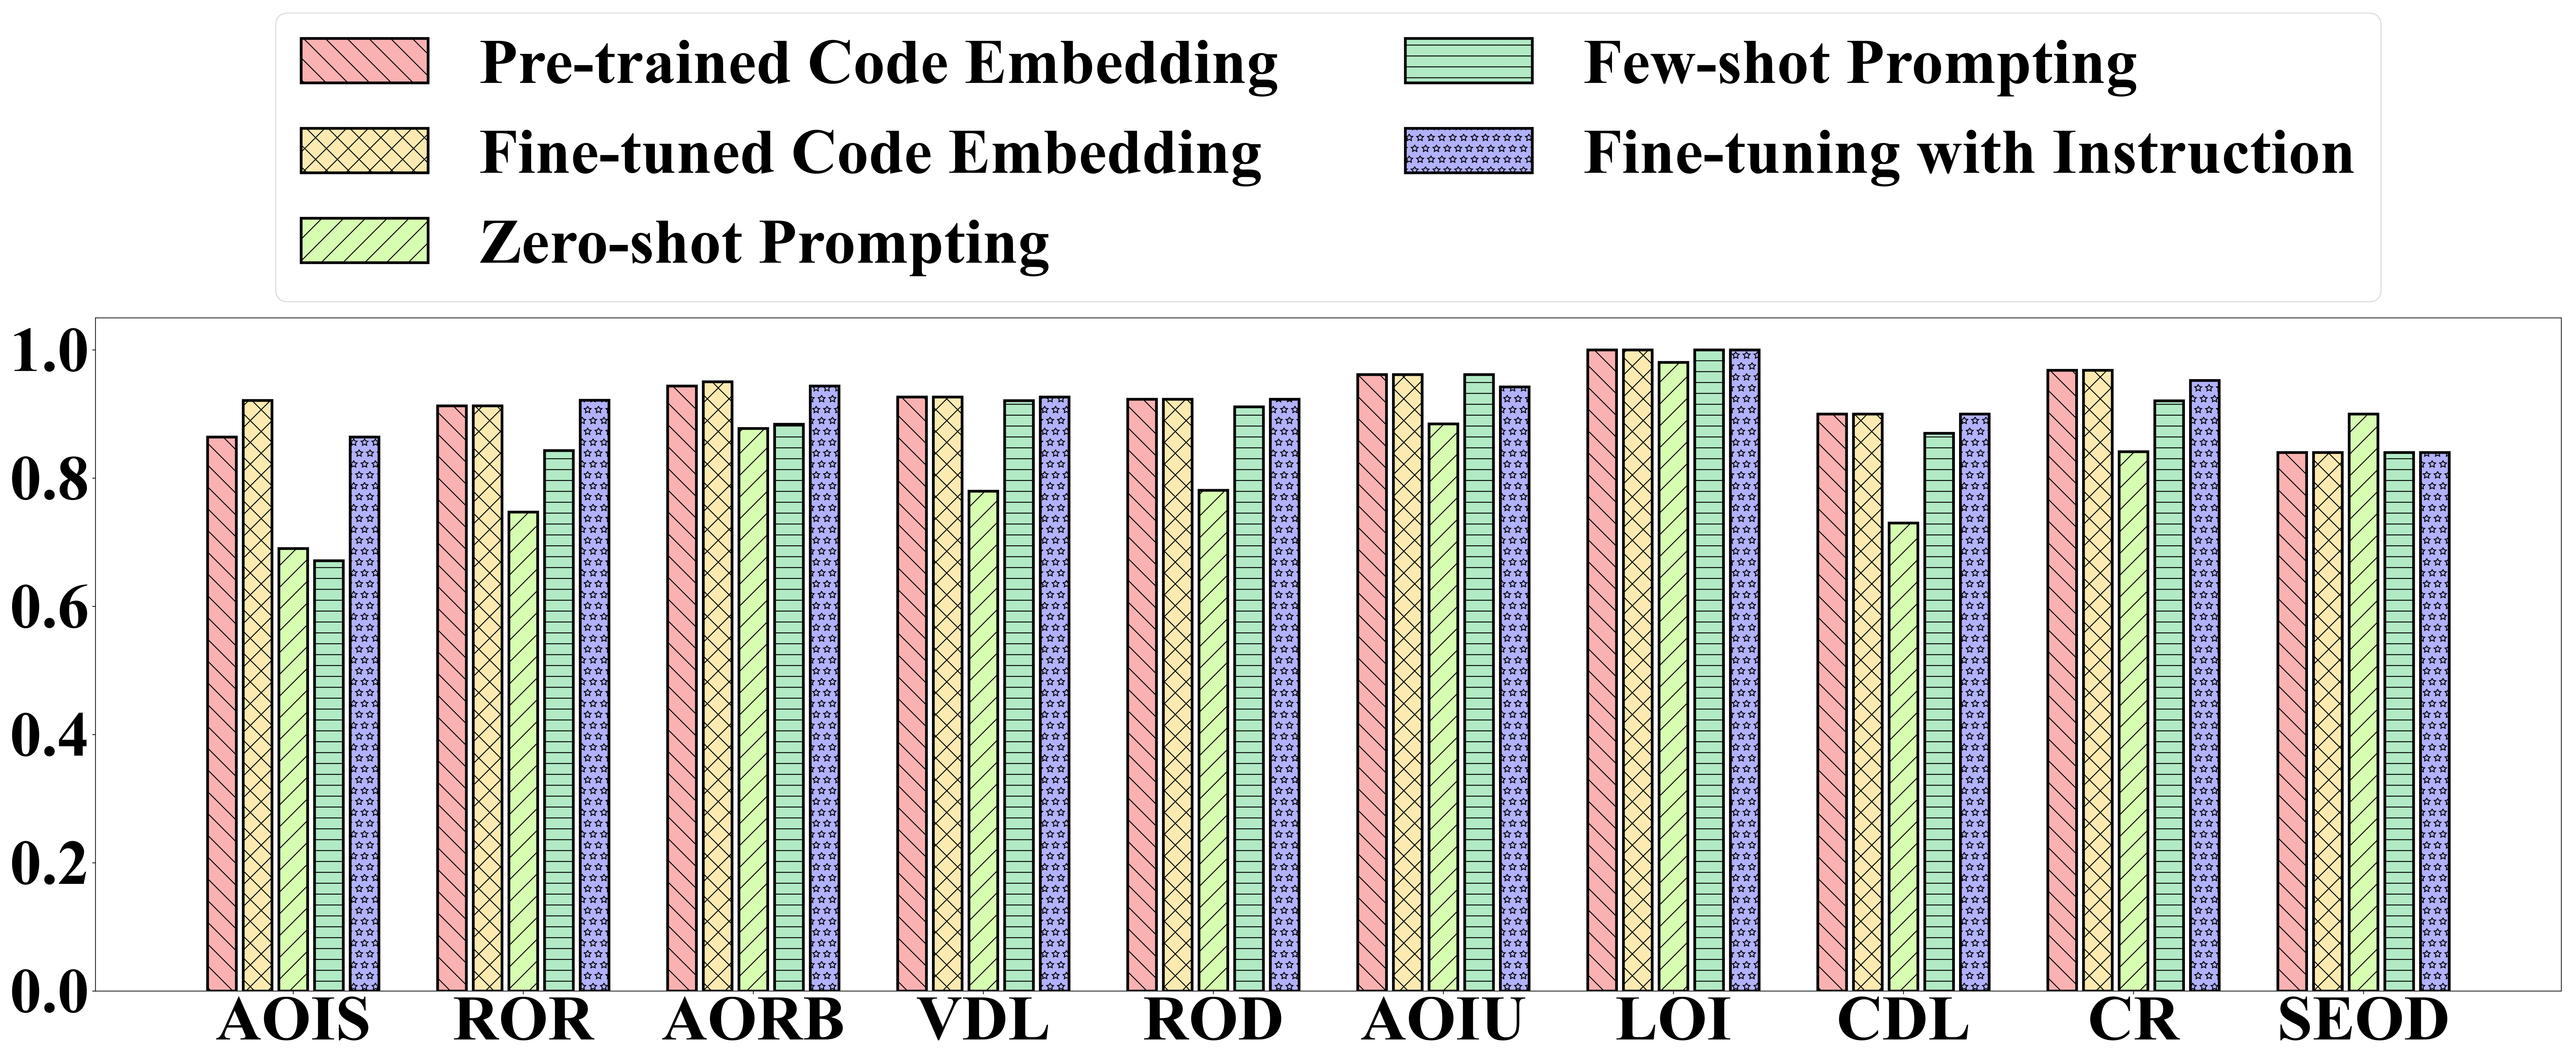 Pre-trained Code Embedding
Fine-tuned Code Embedding
Zero-shot Prompting
Few-shot Prompting
Fine-tuning with Instruction
1.0
0.8
0.6
0.4
0.2
0.0
AOIS ROR AORB VDL ROD AOIU LOI CDL CR SEOD